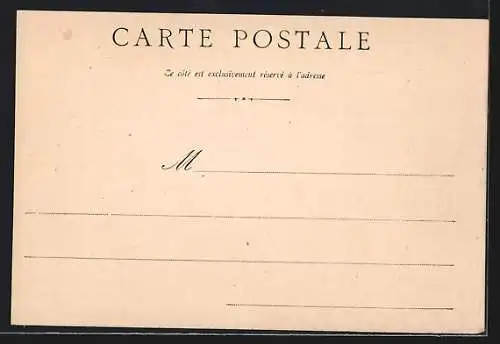 CARTE POSTALE
Ce côté est exclusivement réservé à l'adresse
M